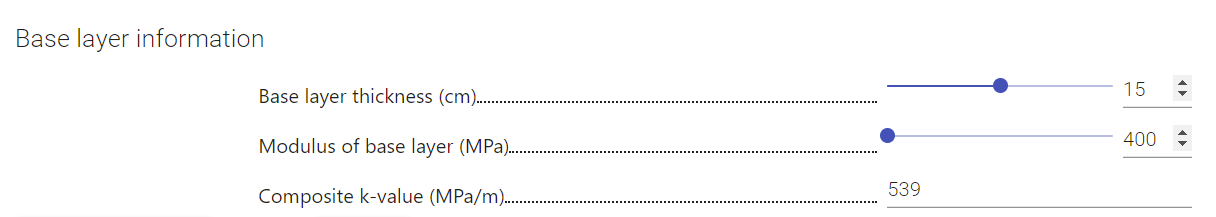 Base layer information
Base layer thickness (cm) 15
Modulus of base layer (MPa) 400
Composite k-value (MPa/m) 539